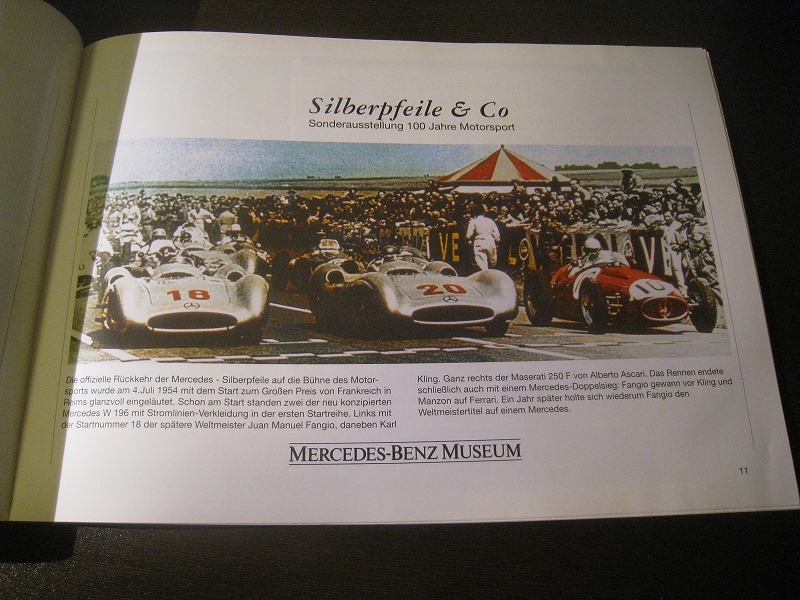 Silberpfeile & Co
Sonderausstellung 100 Jahre Motorsport
18
20
10
Die offizielle Rückkehr der Mercedes - Silberpfeile auf die Bühne des Motor-
sports wurde am 4.Juli 1954 mit dem Start zum Großen Preis von Frankreich in
Reims glanzvoll eingeläutet. Schon am Start standen zwei der neu konzipierten
Mercedes W 196 mit Stromlinien-Verkleidung in der ersten Startreihe. Links mit
der Startnummer 18 der spätere Weltmeister Juan Manuel Fangio, daneben Karl
Kling. Ganz rechts der Maserati 250 F von Alberto Ascari. Das Rennen endete
schließlich auch mit einem Mercedes-Doppelsieg: Fangio gewann vor Kling und
Manzon auf Ferrari. Ein Jahr später holte sich wiederum Fangio den
Weltmeistertitel auf einem Mercedes.
MERCEDES-BENZ MUSEUM
11